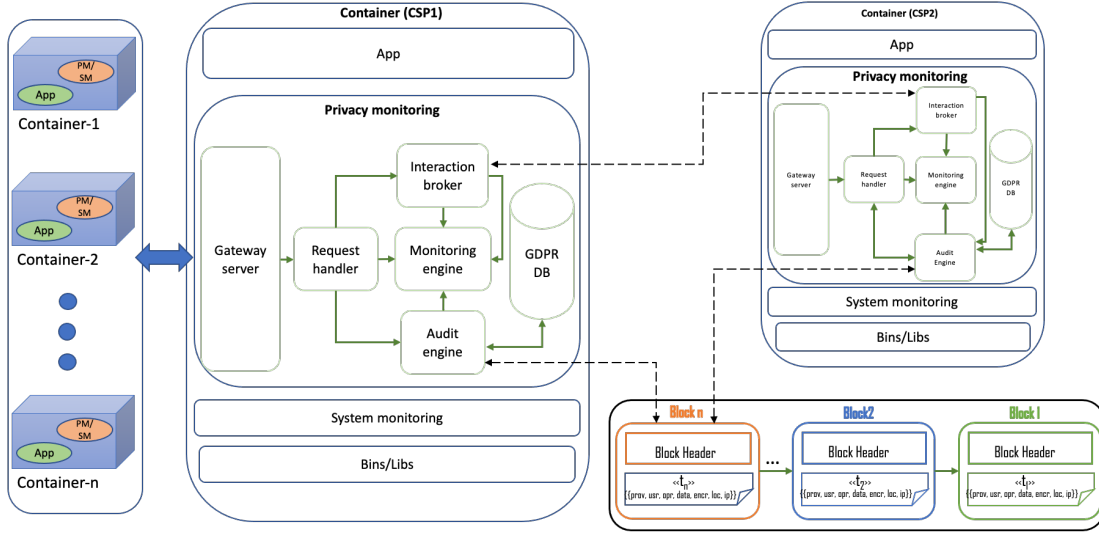 PM/
SM
App
Container-1
PM/
SM
App
Container-2
PM/
SM
App
Container-n
Container (CSP1)
App
Privacy monitoring
Gateway
server
Request
handler
Interaction
broker
Monitoring
engine
Audit
engine
GDPR
DB
System monitoring
Bins/Libs
Container (CSP2)
App
Privacy monitoring
Gateway
server
Request
handler
Interaction
broker
Monitoring
engine
Audit
Engine
GDPR
DB
System monitoring
Bins/Libs
Block n
Block Header
‹‹tn››
{{prov, usr, opr, data, encr, loc, ip}}
...
Block2
Block Header
‹‹t2››
{{prov, usr, opr, data, encr, loc, ip}}
Block 1
Block Header
‹‹t1››
{{prov, usr, opr, data, encr, loc, ip}}